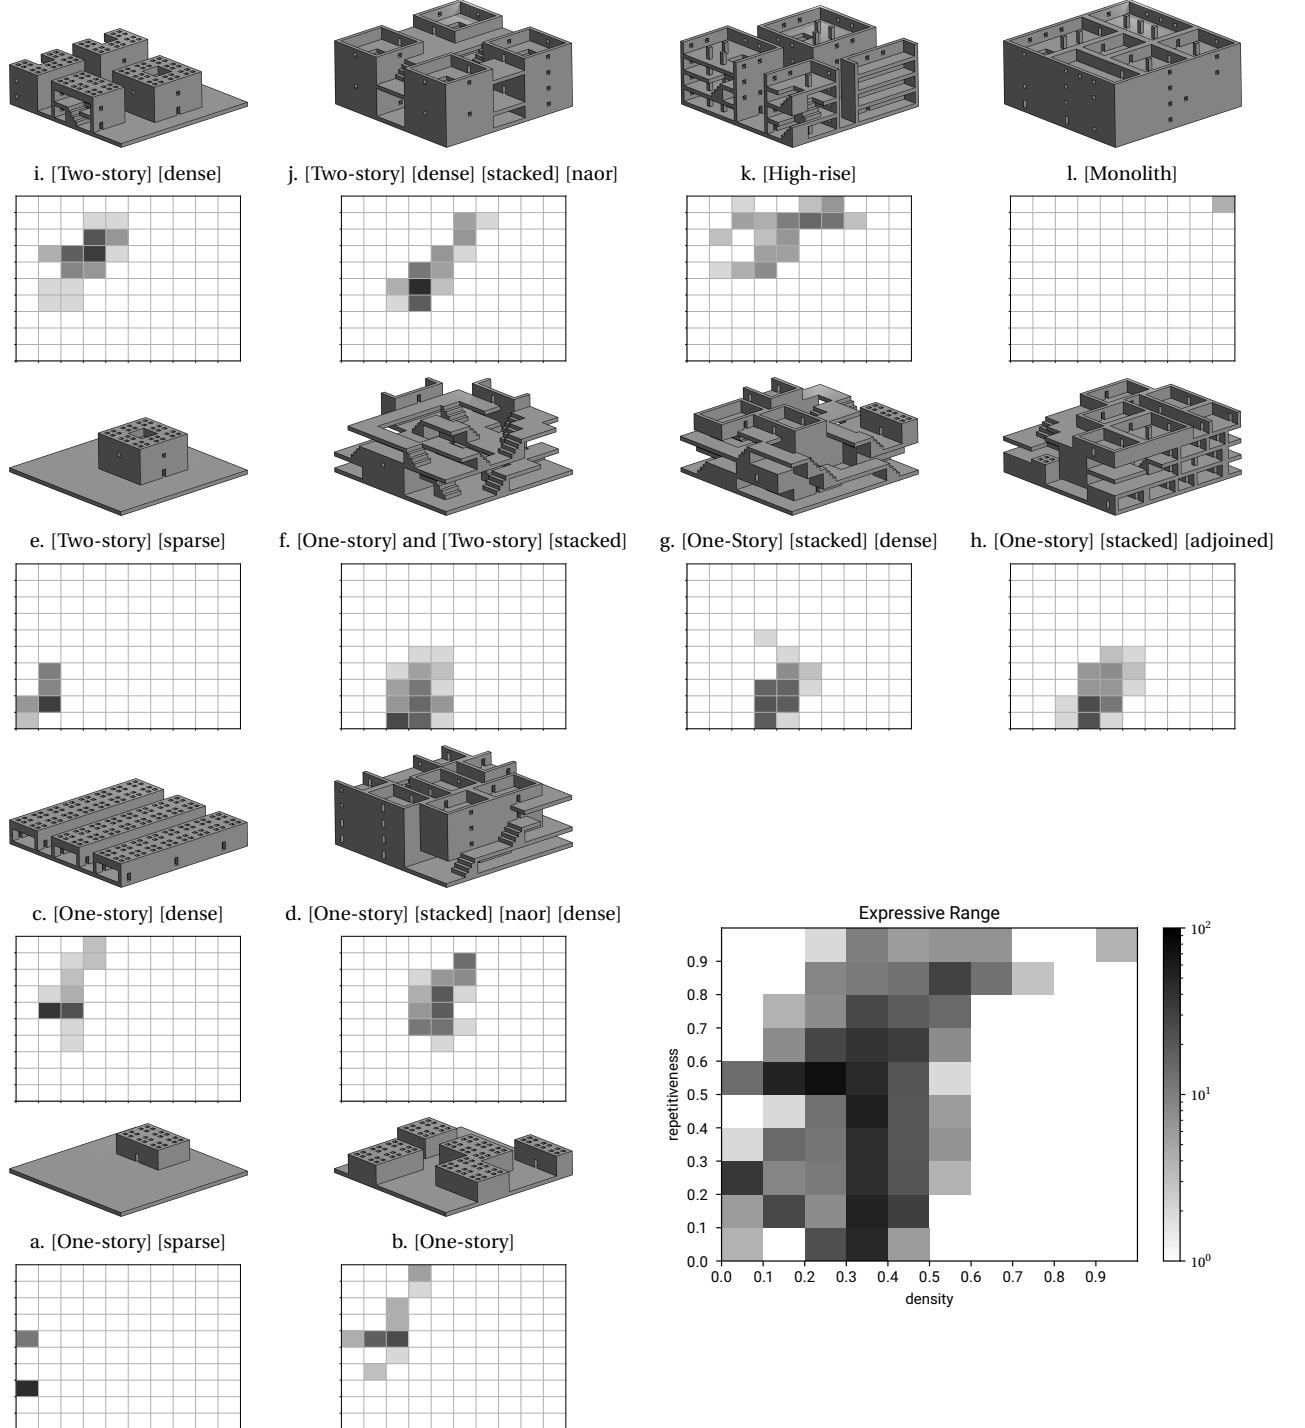 i. [Two-story] [dense]
j. [Two-story] [dense] [stacked] [naor]
k. [High-rise]
l. [Monolith]
e. [Two-story] [sparse]
f. [One-story] and [Two-story] [stacked]
g. [One-Story] [stacked] [dense]
h. [One-story] [stacked] [adjoined]
c. [One-story] [dense]
d. [One-story] [stacked] [naor] [dense]
a. [One-story] [sparse]
b. [One-story]
Expressive Range
repetitiveness
0.9
0.8
0.7
0.6
0.5
0.4
0.3
0.2
0.1
0.0
0.0 0.1 0.2 0.3 0.4 0.5 0.6 0.7 0.8 0.9
density
10²
10¹
10⁰